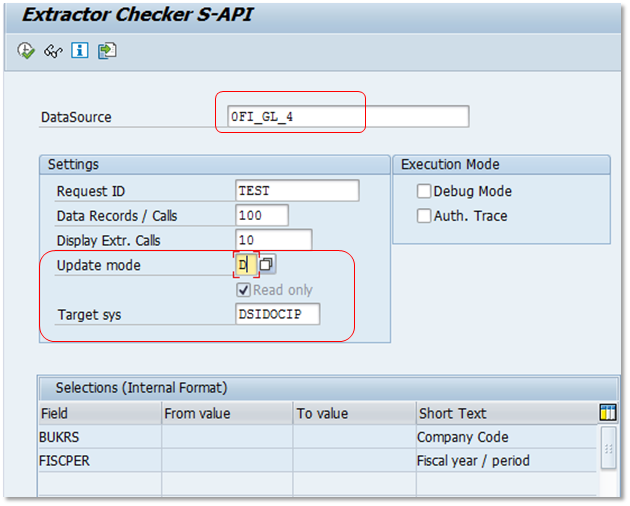 Extractor Checker S-API
DataSource 0FI_GL_4
Settings
Execution Mode
Request ID TEST
Debug Mode
Data Records / Calls 100
Auth. Trace
Display Extr. Calls 10
Update mode D
Read only
Target sys DSIDOCIP
Selections (Internal Format)
Field From value To value Short Text
BUKRS Company Code
FISCPER Fiscal year / period